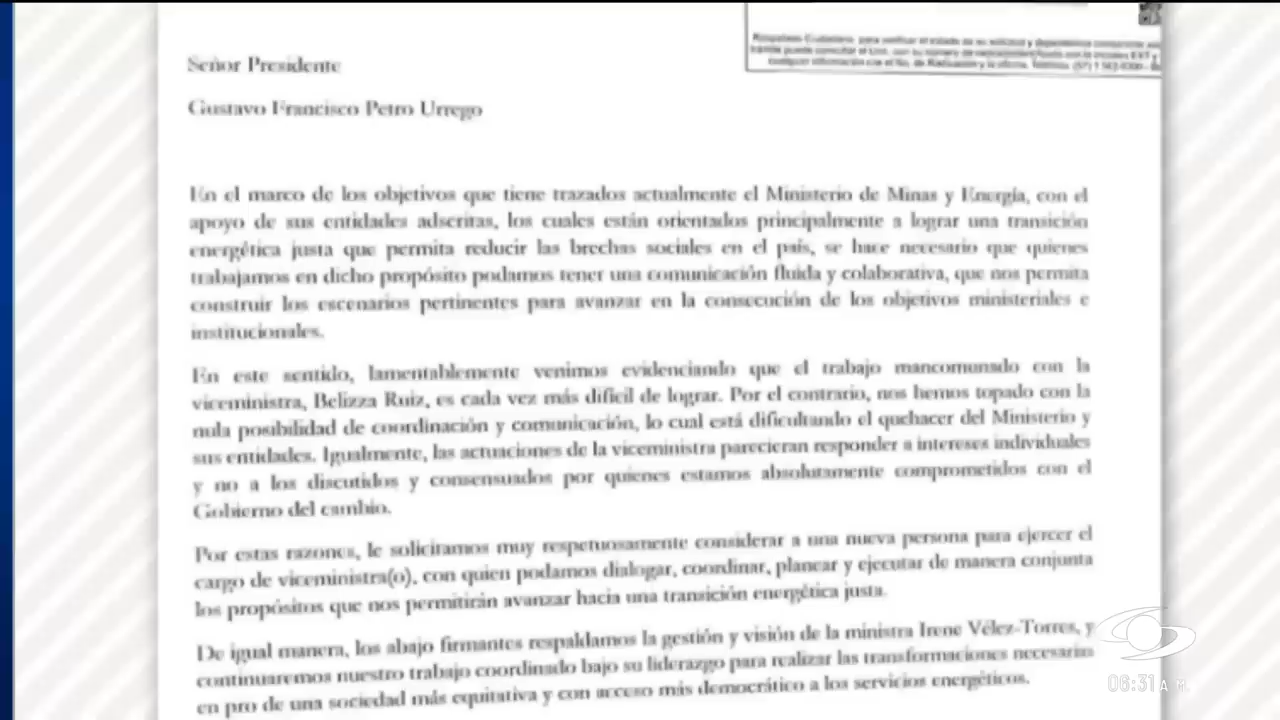 Señor Presidente
Gustavo Francisco Petro Urrego
En el marco de los objetivos que tiene trazados actualmente el Ministerio de Minas y Energía, con el
apoyo de sus entidades adscritas, los cuales están orientados principalmente a lograr una transición
energética justa que permita reducir las brechas sociales en el país, se hace necesario que quienes
trabajamos en dicho propósito podamos tener una comunicación fluida y colaborativa, que nos permita
construir los escenarios pertinentes para avanzar en la consecución de los objetivos ministeriales e
institucionales.
En este sentido, lamentablemente venimos evidenciando que el trabajo mancomunado con la
viceministra, Belizza Ruiz, es cada vez más difícil de lograr. Por el contrario, nos hemos topado con la
nula posibilidad de coordinación y comunicación, lo cual está dificultando el quehacer del Ministerio y
sus entidades. Igualmente, las actuaciones de la viceministra parecieran responder a intereses individuales
y no a los discutidos y consensuados por quienes estamos absolutamente comprometidos con el
Gobierno del cambio.
Por estas razones, le solicitamos muy respetuosamente considerar a una nueva persona para ejercer el
cargo de viceministra(o), con quien podamos dialogar, coordinar, planear y ejecutar de manera conjunta
los propósitos que nos permitirán avanzar hacia una transición energética justa.
De igual manera, los abajo firmantes respaldamos la gestión y visión de la ministra Irene Vélez-Torres, y
continuaremos nuestro trabajo coordinado bajo su liderazgo para realizar las transformaciones necesarias
en pro de una sociedad más equitativa y con acceso más democrático a los servicios energéticos.
06:31 A.M.